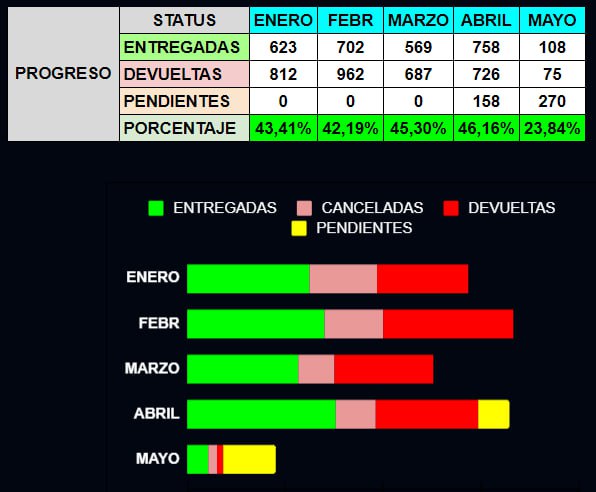 STATUS ENERO FEBR MARZO ABRIL MAYO
ENTREGADAS 623 702 569 758 108
PROGRESO DEVUELTAS 812 962 687 726 75
PENDIENTES 0 0 0 158 270
PORCENTAJE 43,41% 42,19% 45,30% 46,16% 23,84%
ENTREGADAS CANCELADAS DEVUELTAS
PENDIENTES
ENERO
FEBR
MARZO
ABRIL
MAYO